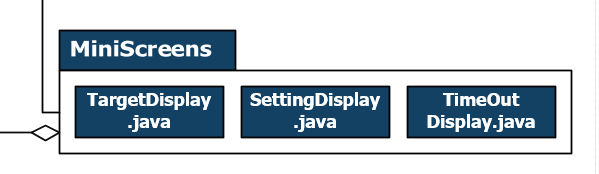 MiniScreens
TargetDisplay
.java
SettingDisplay
.java
TimeOut
Display.java